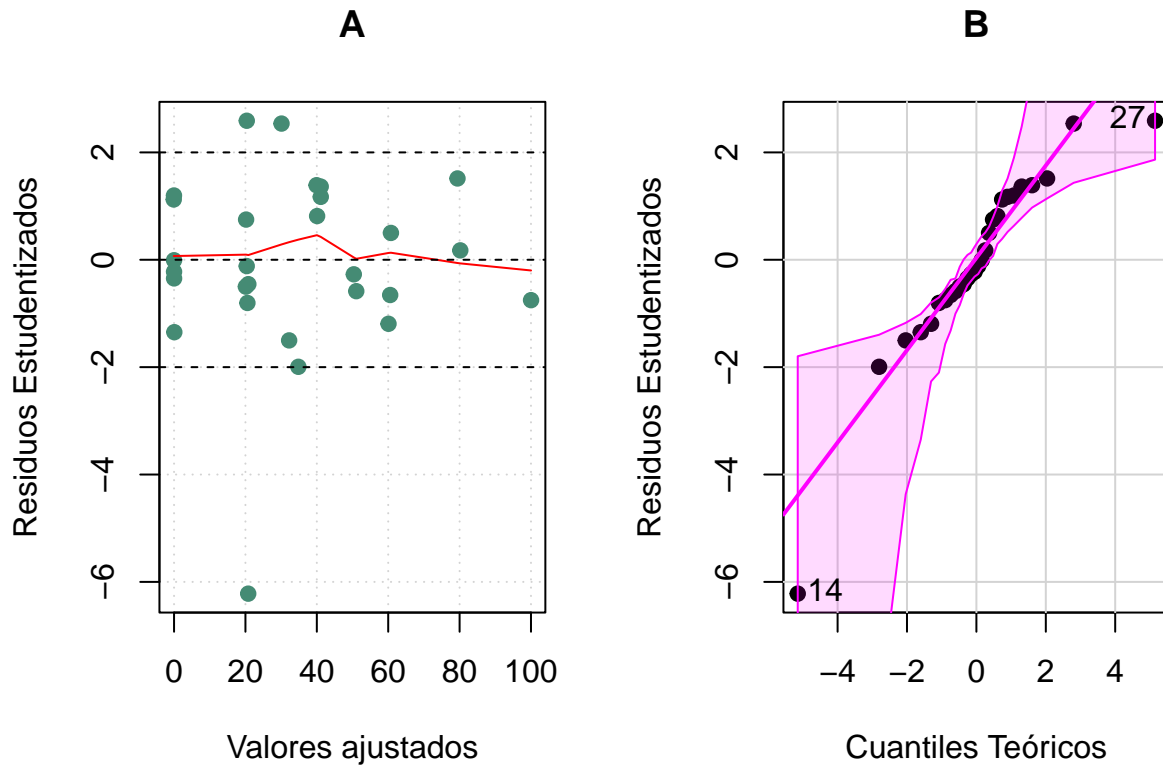 A
Residuos Estudentizados
2
0
−2
−4
−6
0 20 40 60 80 100
Valores ajustados
B
Residuos Estudentizados
2
0
−2
−4
−6
27
14
−4 −2 0 2 4
Cuantiles Teóricos